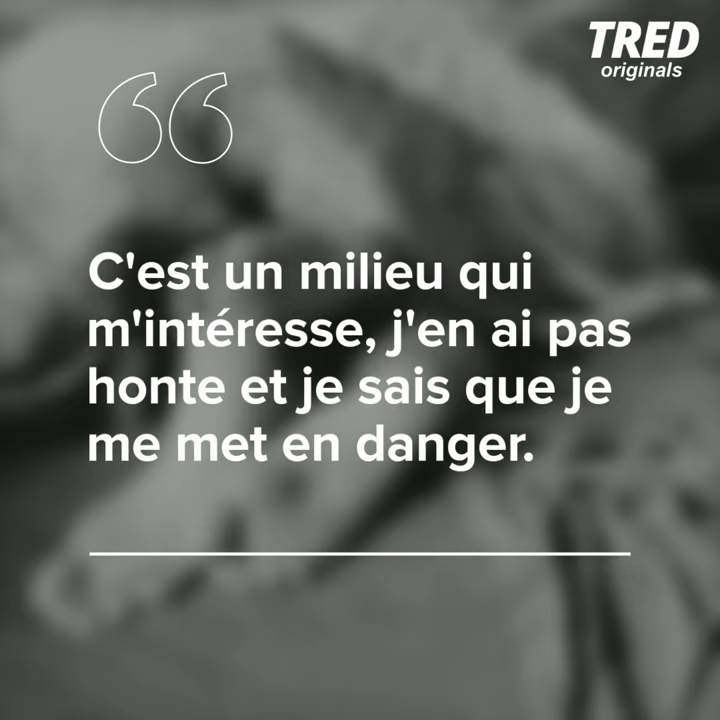 TRED
originals
C'est un milieu qui
m'intéresse, j'en ai pas
honte et je sais que je
me met en danger.